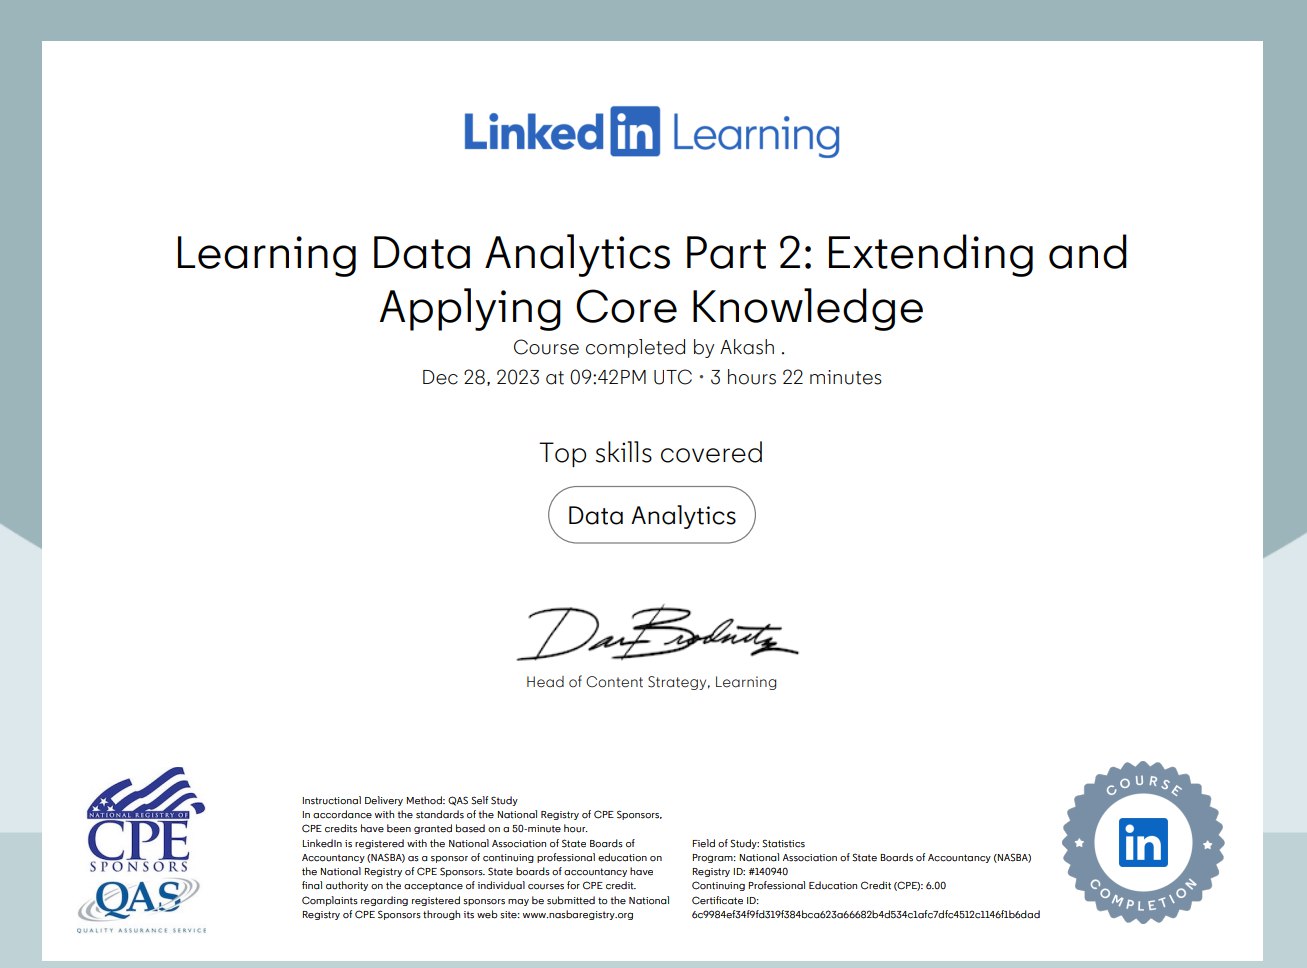 Linked in Learning
Learning Data Analytics Part 2: Extending and
Applying Core Knowledge
Course completed by Akash .
Dec 28, 2023 at 09:42PM UTC • 3 hours 22 minutes
Top skills covered
Data Analytics
Dan Brodnitz
Head of Content Strategy, Learning
NATIONAL REGISTRY OF
CPE
SPONSORS
QAS
QUALITY ASSURANCE SERVICE
Instructional Delivery Method: QAS Self Study
In accordance with the standards of the National Registry of CPE Sponsors,
CPE credits have been granted based on a 50-minute hour.
LinkedIn is registered with the National Association of State Boards of
Accountancy (NASBA) as a sponsor of continuing professional education on
the National Registry of CPE Sponsors. State boards of accountancy have
final authority on the acceptance of individual courses for CPE credit.
Complaints regarding registered sponsors may be submitted to the National
Registry of CPE Sponsors through its web site: www.nasbaregistry.org
Field of Study: Statistics
Program: National Association of State Boards of Accountancy (NASBA)
Registry ID: #140940
Continuing Professional Education Credit (CPE): 6.00
Certificate ID:
6c9984ef34f9fd319f384bca623a66682b4d534c1afc7dfc4512c1146f1b6dad
COURSE
in
COMPLETION